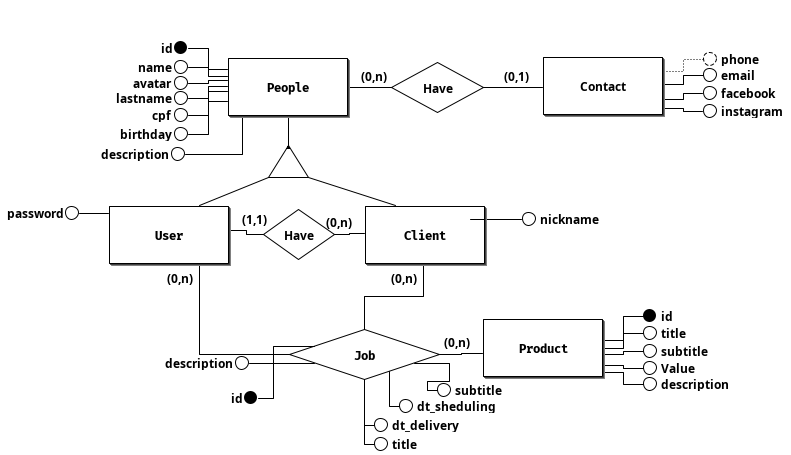 id
name
avatar
lastname
cpf
birthday
description
People
(0,n)
Have
(0,1)
Contact
phone
email
facebook
instagram
password
User
(1,1)
Have
(0,n)
Client
nickname
(0,n)
(0,n)
Job
(0,n)
Product
id
title
subtitle
Value
description
description
id
subtitle
dt_sheduling
dt_delivery
title